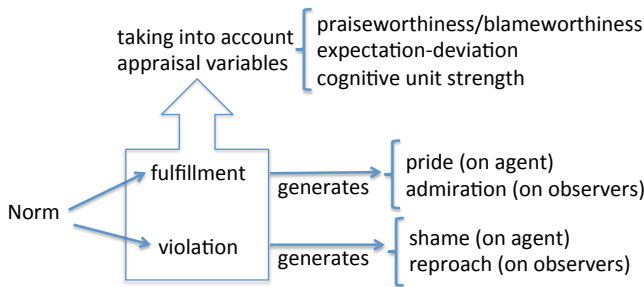 taking into account
appraisal variables
praiseworthiness/blameworthiness
expectation-deviation
cognitive unit strength
Norm
fulfillment
generates
pride (on agent)
admiration (on observers)
violation
generates
shame (on agent)
reproach (on observers)